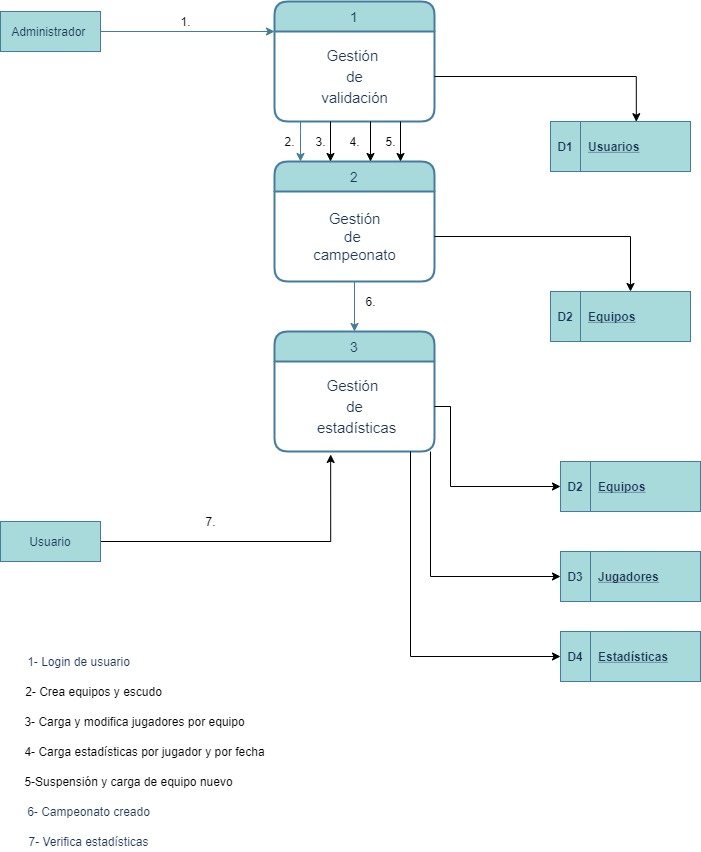 Administrador
1.
1
Gestión
de
validación
2.
3.
4.
5.
D1
Usuarios
2
Gestión
de
campeonato
D2
Equipos
6.
3
Gestión
de
estadísticas
D2
Equipos
7.
Usuario
D3
Jugadores
D4
Estadísticas
1- Login de usuario
2- Crea equipos y escudo
3- Carga y modifica jugadores por equipo
4- Carga estadísticas por jugador y por fecha
5-Suspensión y carga de equipo nuevo
6- Campeonato creado
7- Verifica estadísticas